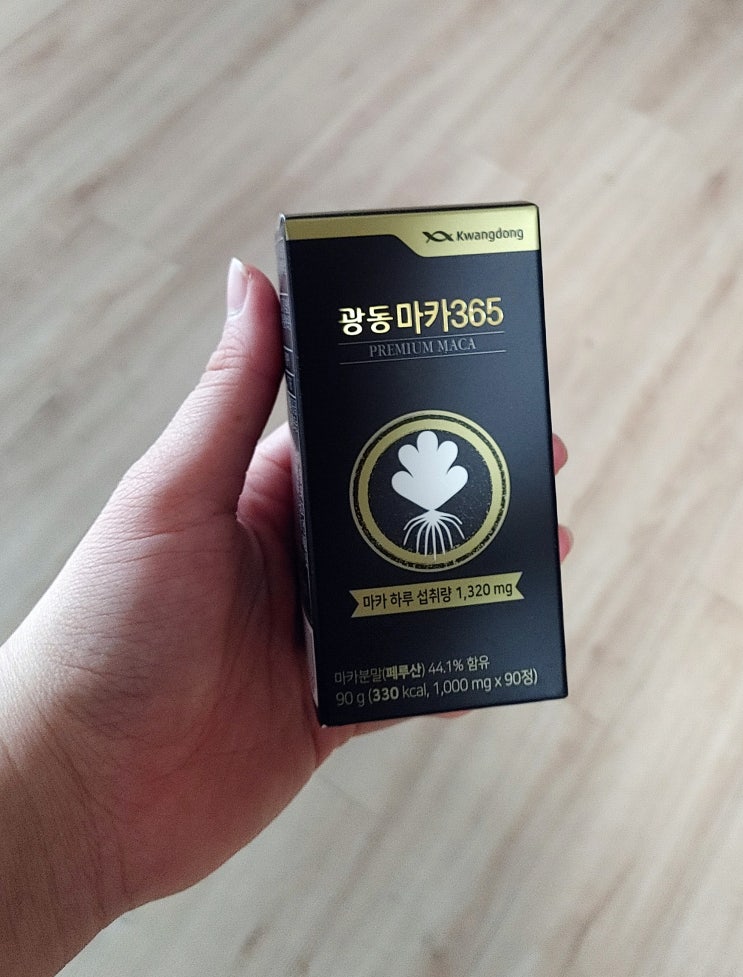 Kwangdong
광동마카365
PREMIUM MACA
마카 하루 섭취량 1,320 mg
마카분말(페루산) 44.1% 함유
90 g (330 kcal, 1,000 mg x 90정)